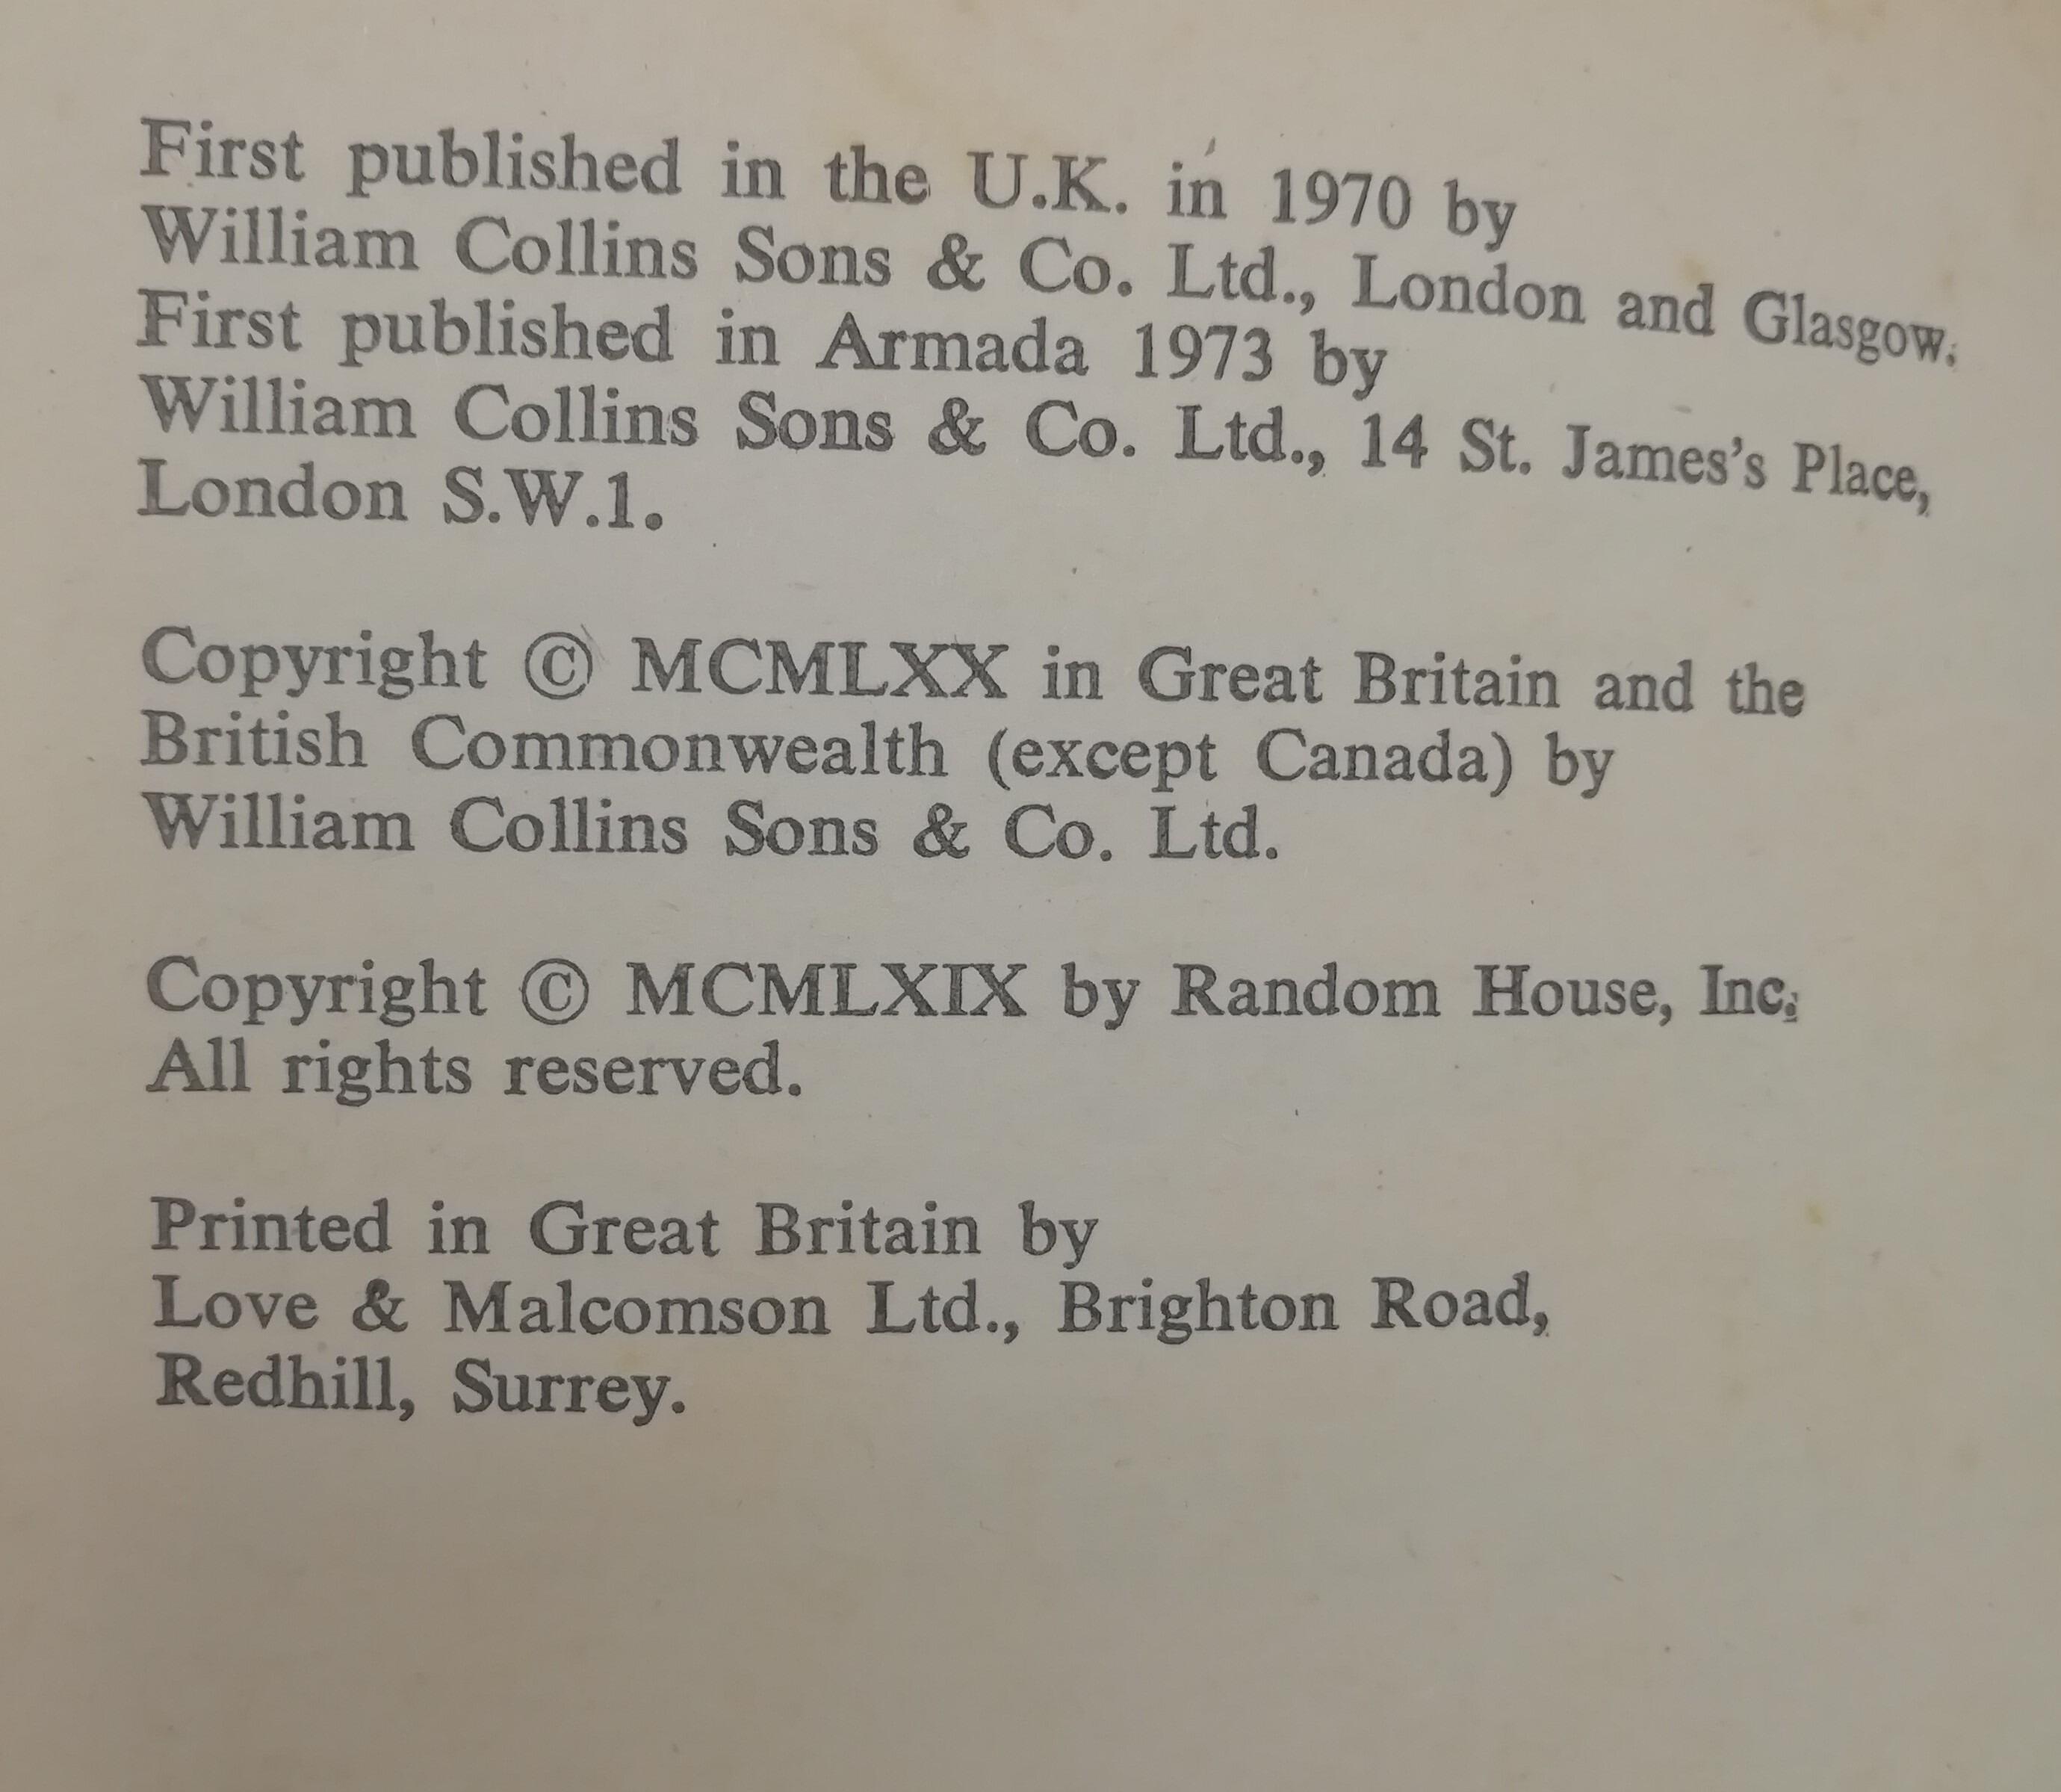 First published in the U.K. in 1970 by
William Collins Sons & Co. Ltd., London and Glasgow.
First published in Armada 1973 by
William Collins Sons & Co. Ltd., 14 St. James's Place,
London S.W.1.
Copyright © MCMLXX in Great Britain and the
British Commonwealth (except Canada) by
William Collins Sons & Co. Ltd.
Copyright © MCMLXIX by Random House, Inc.
All rights reserved.
Printed in Great Britain by
Love & Malcomson Ltd., Brighton Road,
Redhill, Surrey.